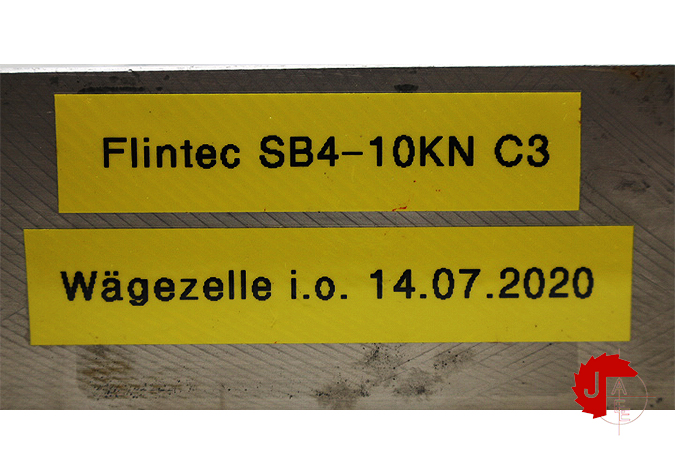 Flintec SB4-10KN C3
Wägezelle i.o. 14.07.2020